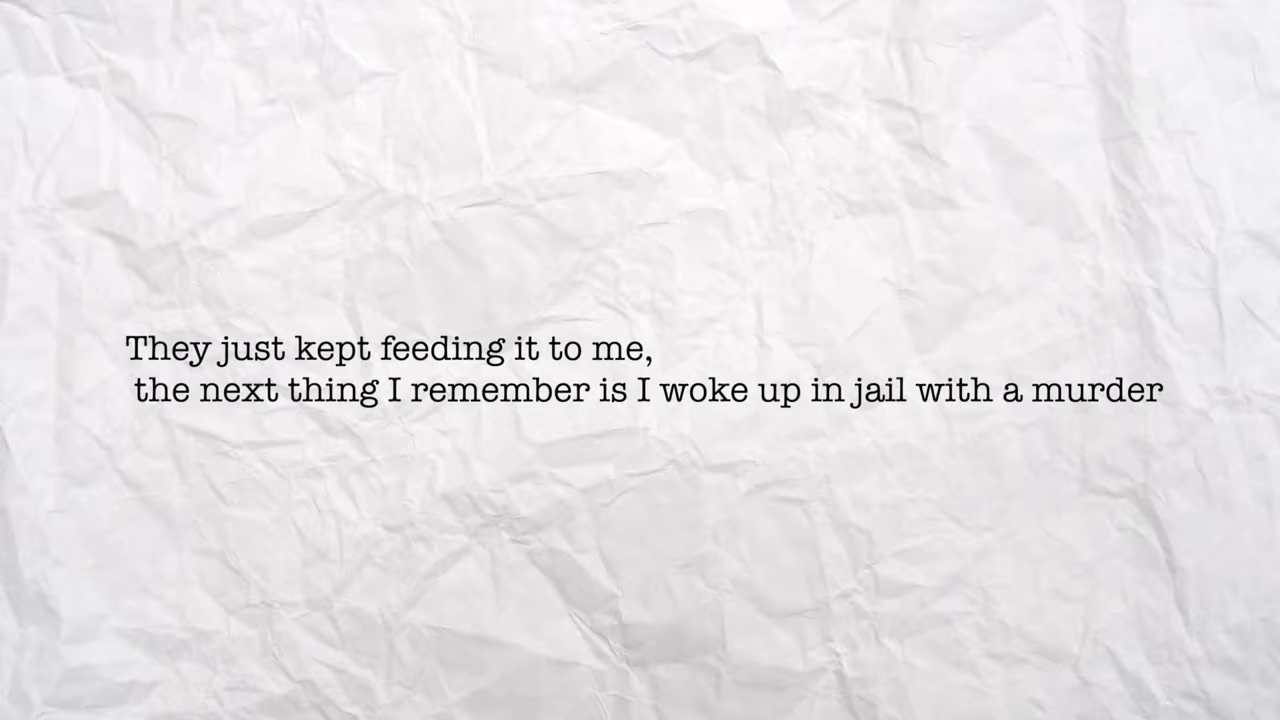 They just kept feeding it to me,
the next thing I remember is I woke up in jail with a murder